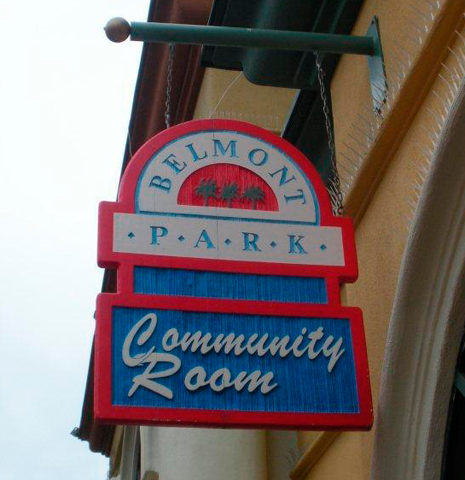 BELMONT
· P · A · R · K ·
Community
Room